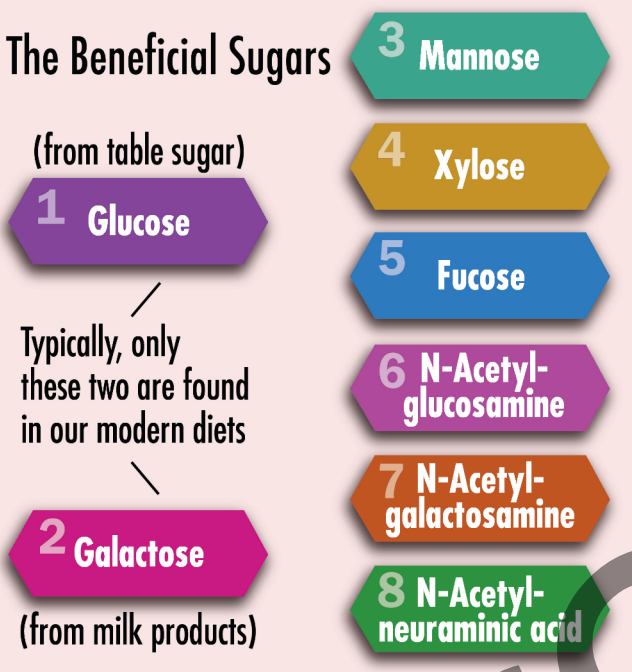 The Beneficial Sugars
(from table sugar)
1 Glucose
Typically, only
these two are found
in our modern diets
2 Galactose
(from milk products)
3 Mannose
4 Xylose
5 Fucose
6 N-Acetyl-
glucosamine
7 N-Acetyl-
galactosamine
8 N-Acetyl-
neuraminic acid